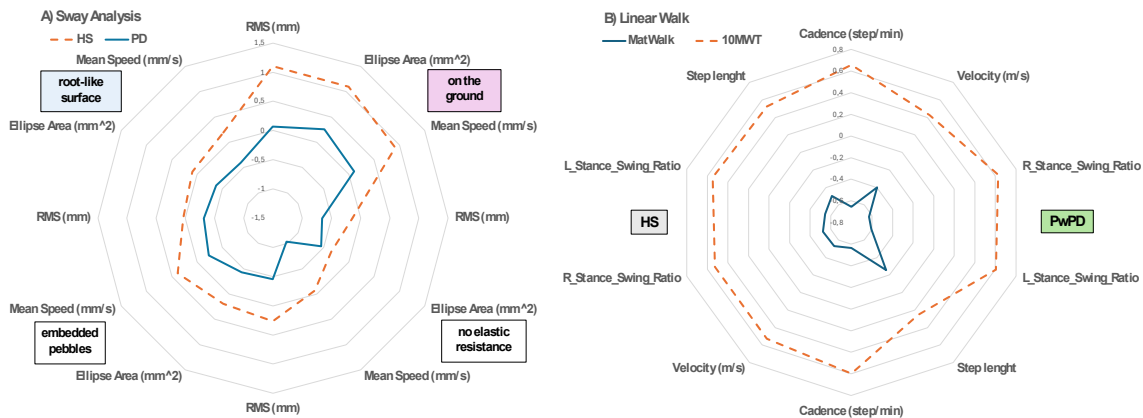 A) Sway Analysis
HS PD
RMS (mm)
1,5
1,0
0,5
0
-0,5
-1
-1,5
Ellipse Area (mm^2)
on the
ground
Mean Speed (mm/s)
RMS (mm)
Ellipse Area (mm^2)
no elastic
resistance
Mean Speed (mm/s)
RMS (mm)
Ellipse Area (mm^2)
embedded
pebbles
Mean Speed (mm/s)
RMS (mm)
Ellipse Area (mm^2)
root-like
surface
Mean Speed (mm/s)
B) Linear Walk
MatWalk 10MWT
Cadence (step/min)
0,8
0,6
0,4
0,2
0
-0,2
-0,4
-0,6
-0,8
Velocity (m/s)
R_Stance_Swing_Ratio
PwPD
L_Stance_Swing_Ratio
Step lenght
Cadence (step/min)
Velocity (m/s)
R_Stance_Swing_Ratio
HS
L_Stance_Swing_Ratio
Step lenght